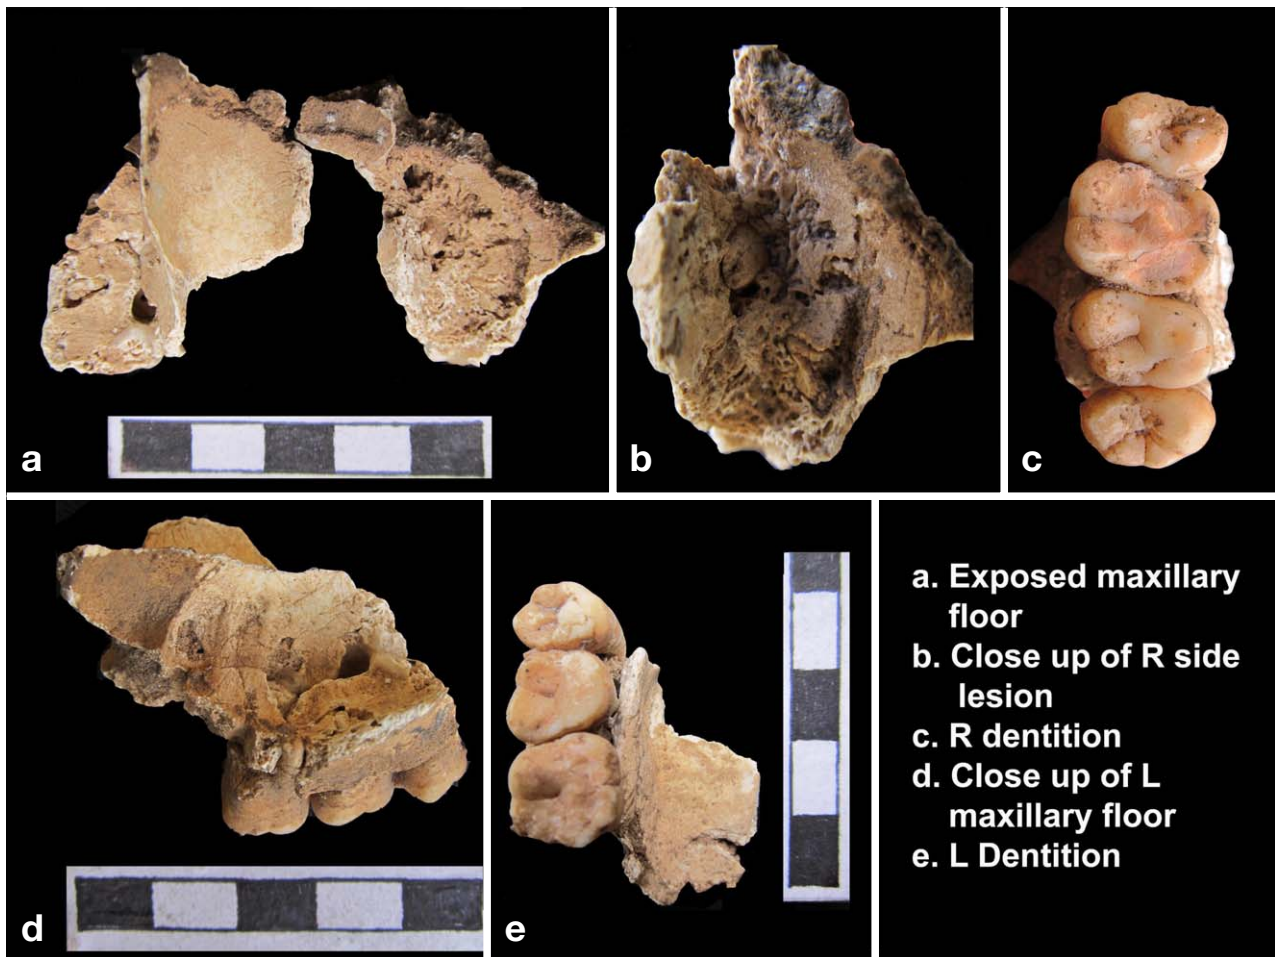 a
b
c
d
e
a. Exposed maxillary
floor
b. Close up of R side
lesion
c. R dentition
d. Close up of L
maxillary floor
e. L Dentition